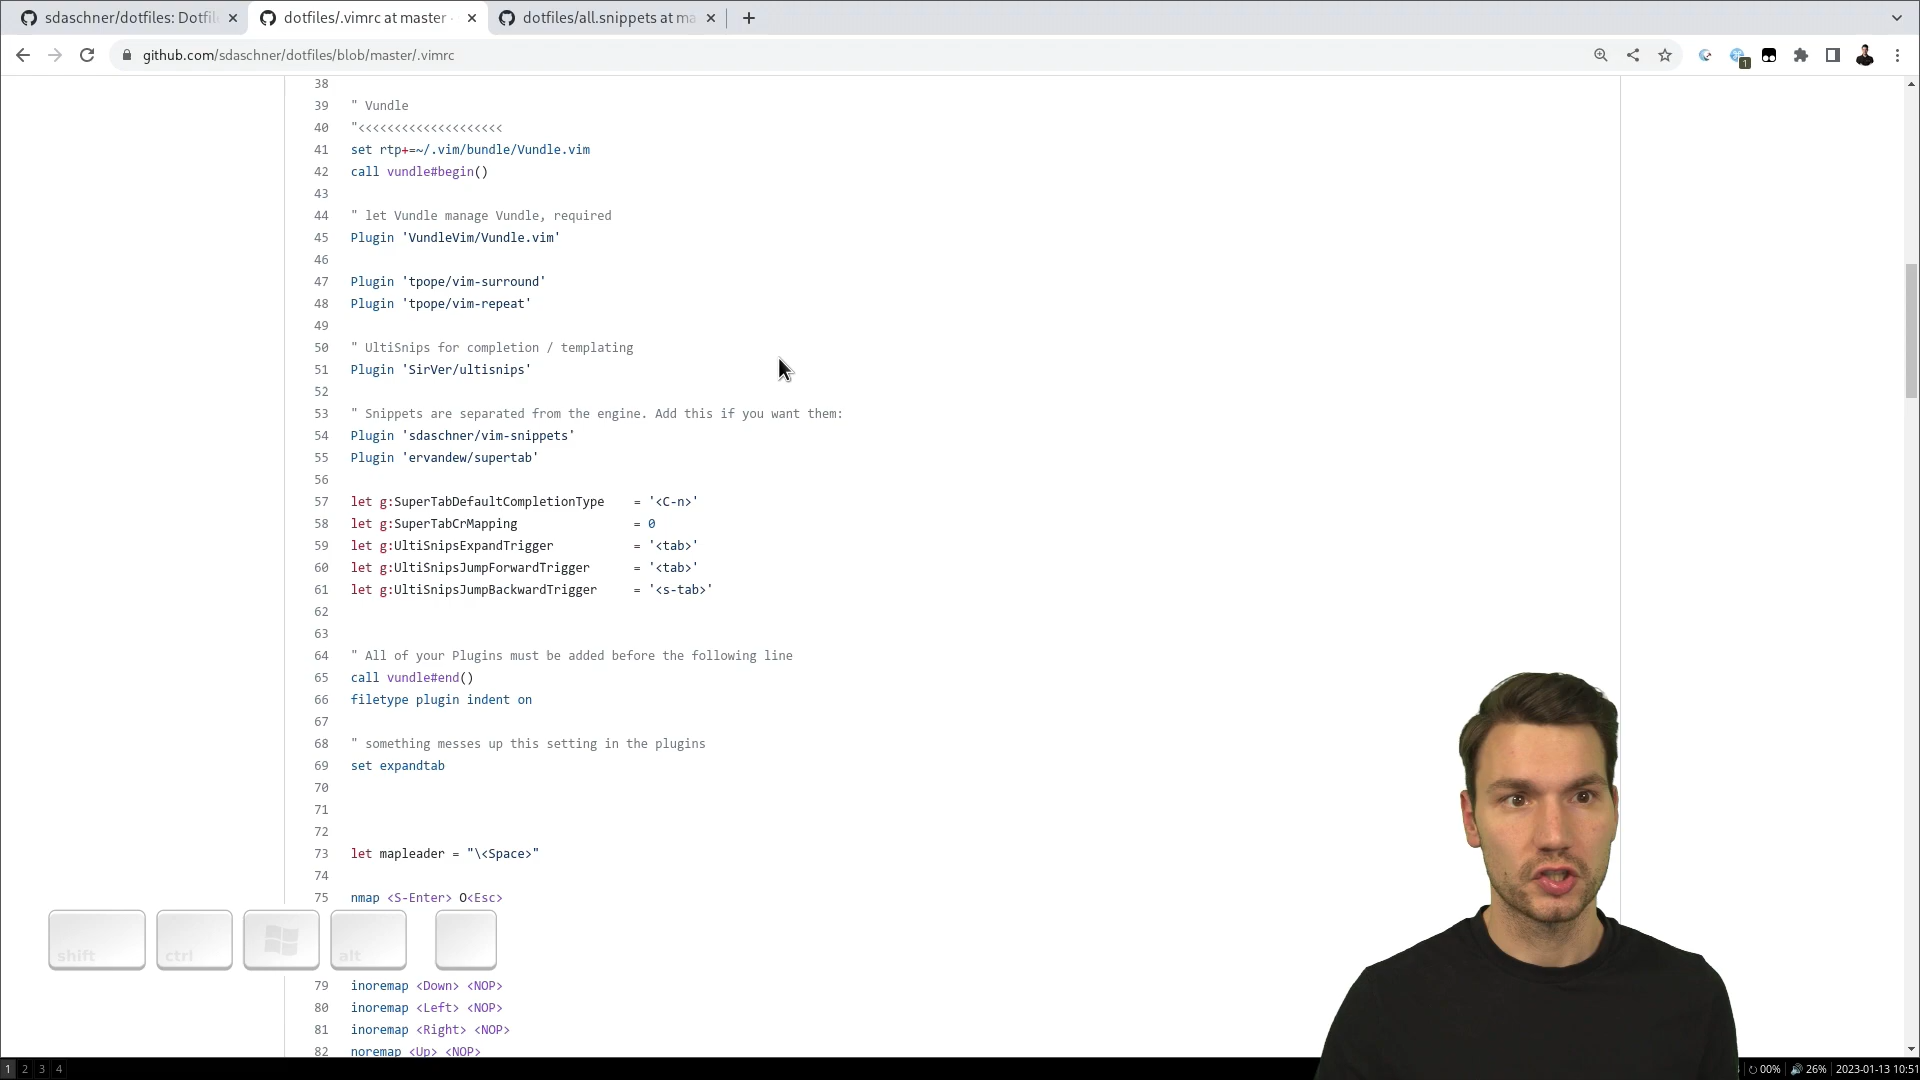 sdaschner/dotfiles: Dotfil
dotfiles/.vimrc at master ·
dotfiles/all.snippets at ma
github.com/sdaschner/dotfiles/blob/master/.vimrc
1
38
39 " Vundle
40 "<<<<<<<<<<<<<<<<<<<<
41 set rtp+=~/.vim/bundle/Vundle.vim
42 call vundle#begin()
43
44 " let Vundle manage Vundle, required
45 Plugin 'VundleVim/Vundle.vim'
46
47 Plugin 'tpope/vim-surround'
48 Plugin 'tpope/vim-repeat'
49
50 " UltiSnips for completion / templating
51 Plugin 'SirVer/ultisnips'
52
53 " Snippets are separated from the engine. Add this if you want them:
54 Plugin 'sdaschner/vim-snippets'
55 Plugin 'ervandew/supertab'
56
57 let g:SuperTabDefaultCompletionType    = '<C-n>'
58 let g:SuperTabCrMapping                = 0
59 let g:UltiSnipsExpandTrigger           = '<tab>'
60 let g:UltiSnipsJumpForwardTrigger      = '<tab>'
61 let g:UltiSnipsJumpBackwardTrigger     = '<s-tab>'
62
63
64 " All of your Plugins must be added before the following line
65 call vundle#end()
66 filetype plugin indent on
67
68 " something messes up this setting in the plugins
69 set expandtab
70
71
72
73 let mapleader = "\<Space>"
74
75 nmap <S-Enter> O<Esc>
shift ctrl alt
79 inoremap <Down> <NOP>
80 inoremap <Left> <NOP>
81 inoremap <Right> <NOP>
82 noremap <Up> <NOP>
1 2 3 4
00% 26% 2023-01-13 10:51